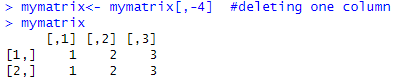 > mymatrix<- mymatrix[,-4]  #deleting one column
> mymatrix
     [,1] [,2] [,3]
[1,]    1    2    3
[2,]    1    2    3